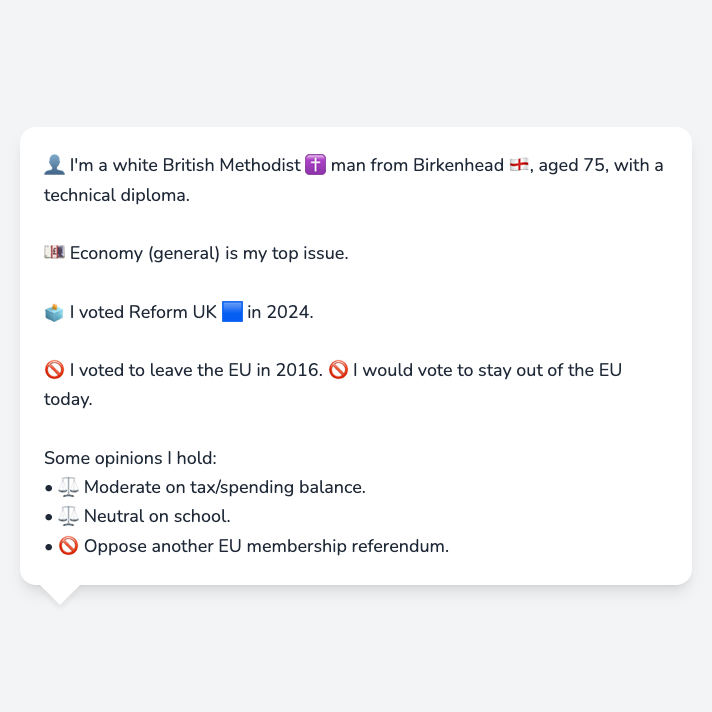 👤 I'm a white British Methodist ✝️ man from Birkenhead 🏴󠁧󠁢󠁥󠁮󠁧󠁿, aged 75, with a
technical diploma.
💷 Economy (general) is my top issue.
🗳️ I voted Reform UK 🟦 in 2024.
🚫 I voted to leave the EU in 2016. 🚫 I would vote to stay out of the EU
today.
Some opinions I hold:
• ⚖️ Moderate on tax/spending balance.
• ⚖️ Neutral on school.
• 🚫 Oppose another EU membership referendum.